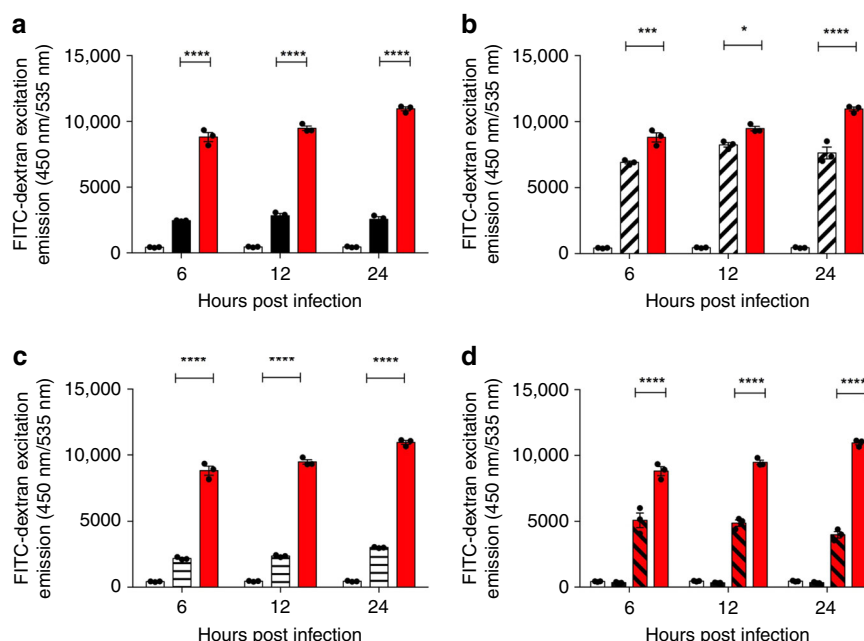 a
**** **** ****
15,000
10,000
5000
0
FITC-dextran excitation
emission (450 nm/535 nm)
6 12 24
Hours post infection
b
*** * ****
15,000
10,000
5000
0
FITC-dextran excitation
emission (450 nm/535 nm)
6 12 24
Hours post infection
c
**** **** ****
15,000
10,000
5000
0
FITC-dextran excitation
emission (450 nm/535 nm)
6 12 24
Hours post infection
d
**** **** ****
15,000
10,000
5000
0
FITC-dextran excitation
emission (450 nm/535 nm)
6 12 24
Hours post infection